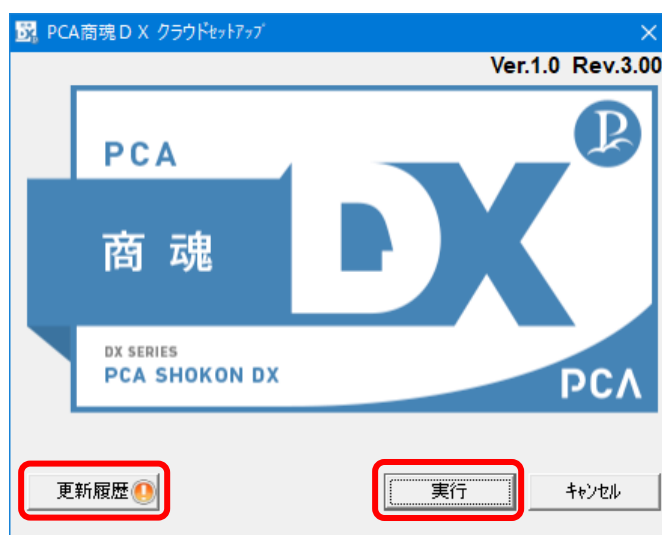 PCA商魂ＤＸ ｸﾗｳﾄﾞｾｯﾄｱｯﾌﾟ
Ver.1.0 Rev.3.00
PCA
DX
商魂
DX SERIES
PCA SHOKON DX
PCA
更新履歴
実行
ｷｬﾝｾﾙ